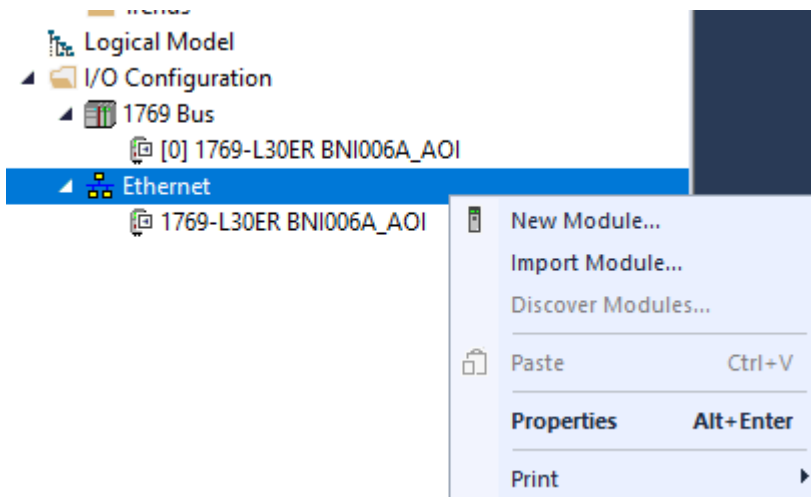 Trends
Logical Model
I/O Configuration
1769 Bus
[0] 1769-L30ER BNI006A_AOI
Ethernet
1769-L30ER BNI006A_AOI
New Module...
Import Module...
Discover Modules...
Paste Ctrl+V
Properties Alt+Enter
Print